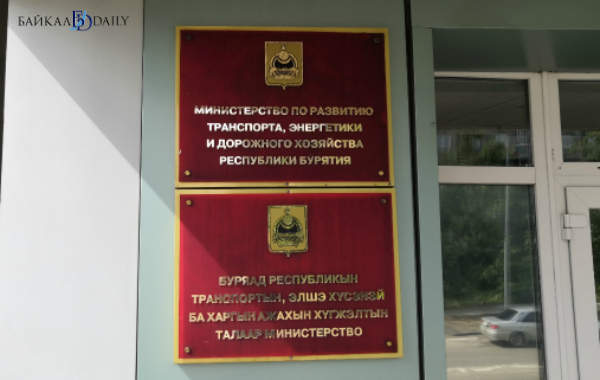 БАЙКАЛ DAILY
МИНИСТЕРСТВО ПО РАЗВИТИЮ
ТРАНСПОРТА, ЭНЕРГЕТИКИ
И ДОРОЖНОГО ХОЗЯЙСТВА
РЕСПУБЛИКИ БУРЯТИЯ
БУРЯАД РЕСПУБЛИКЫН
ТРАНСПОРТЫН, ЭЛШЭ ХҮСЭНЭЙ
БА ХАРГЫН АЖАХЫН ХҮГЖЭЛТЫН
ТАЛААР МИНИСТЕРСТВО